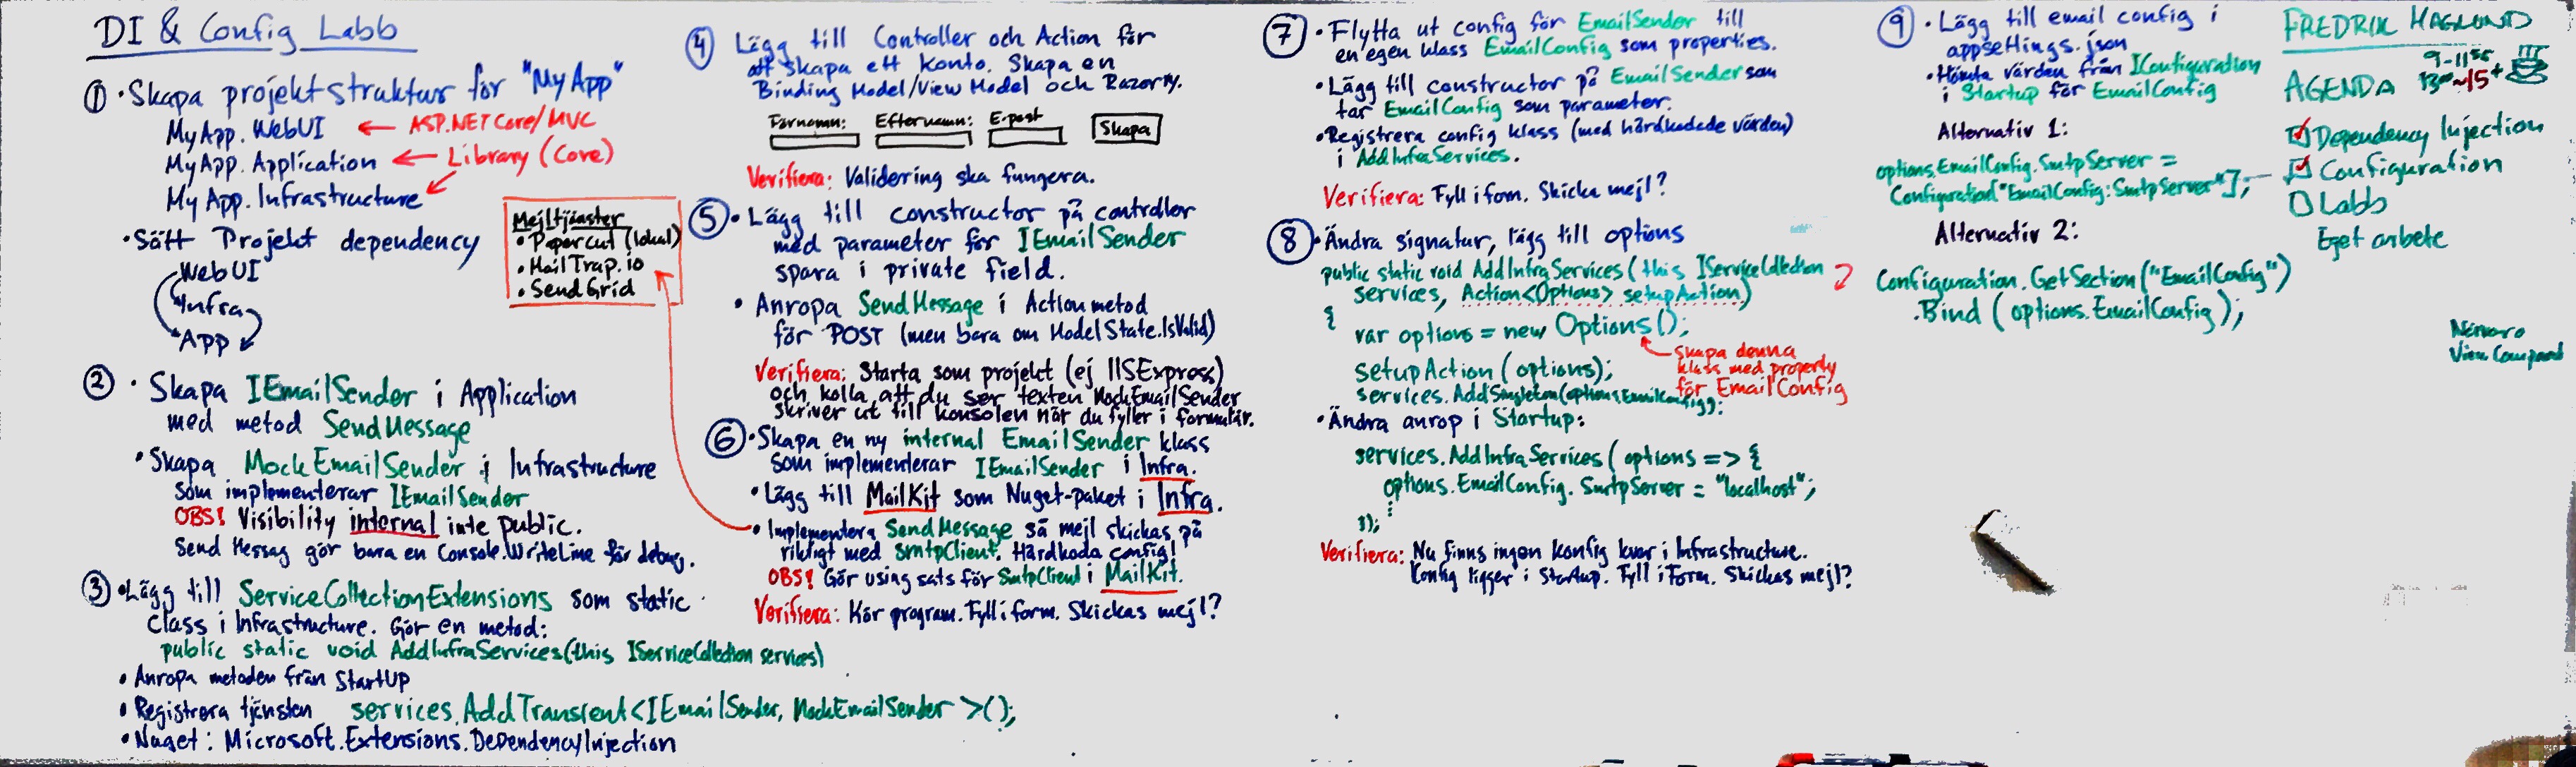 DI & Config Labb
① • Skapa projektstruktur för "MyApp"
MyApp.WebUI ← ASP.NET Core/MVC
MyApp.Application ← Library (Core)
MyApp.Infrastructure
• Sätt Projekt dependency
WebUI
Infra
App
② • Skapa IEmailSender i Application
med metod SendMessage
• Skapa MockEmailSender i Infrastructure
som implementerar IEmailSender
OBS! Visibility internal inte public.
Send Messag gör bara en Console.WriteLine för debug.
③ • Lägg till ServiceCollectionExtensions som static
class i Infrastructure. Gör en metod:
public static void AddInfraServices(this IServiceCollection services)
• Anropa metoden från StartUp
• Registrera tjänsten services.AddTransient<IEmailSender, MockEmailSender>();
• Nuget: Microsoft.Extensions.DependencyInjection
Mejltjänster
• Papercut (lokal)
• MailTrap.io
• SendGrid
④ Lägg till Controller och Action för
att skapa ett konto. Skapa en
Binding Model/View Model och Razor
Förnamn: Efternamn: E-post Skapa
Verifiera: Validering ska fungera.
⑤ • Lägg till constructor på controller
med parameter för IEmailSender
spara i private field.
• Anropa SendMessage i Action metod
för POST (men bara om ModelState.IsValid)
Verifiera: Starta som projekt (ej IISExpress)
och kolla att du ser texten MockEmailSender
skriver ut till konsolen när du fyller i formulär.
⑥ • Skapa en ny internal EmailSender klass
som implementerar IEmailSender i Infra.
• Lägg till MailKit som Nuget-paket i Infra.
• Implementera SendMessage så mejl skickas på
riktigt med smtpClient. Hårdkoda config!
OBS! Gör using sats för SmtpClient i MailKit.
Verifiera: Kör program. Fyll i form. Skickas mejl?
⑦ • Flytta ut config för EmailSender till
en egen klass EmailConfig som properties.
• Lägg till constructor på EmailSender som
tar EmailConfig som parameter.
• Registrera config klass (med hårdkodade värden)
i AddInfraServices.
Verifiera: Fyll i form. Skicka mejl?
⑧ • Ändra signatur, lägg till options
public static void AddInfraServices(this IServiceCollection
services, Action<Options> setupAction)
{
var options = new Options();
← skapa denna
klass med property
för EmailConfig
setupAction(options);
services.AddSingleton(options.EmailConfig);
• Ändra anrop i Startup:
services.AddInfraServices(options => {
options.EmailConfig.SmtpServer = "localhost";
⋮
});
Verifiera: Nu finns ingen konfig kvar i Infrastructure.
Config ligger i StartUp. Fyll i Form. Skickas mejl?
⑨ • Lägg till email config i
appsettings.json
• Hämta värden från IConfiguration
i Startup för EmailConfig
Alternativ 1:
options.EmailConfig.SmtpServer =
Configuration["EmailConfig:SmtpServer"];
Alternativ 2:
Configuration.GetSection("EmailConfig")
.Bind(options.EmailConfig);
FREDRIK HAGLUND
9-11⁵⁵
AGENDA 13⁰⁰~15+
☑ Dependency Injection
☑ Configuration
☐ Labb
Eget arbete